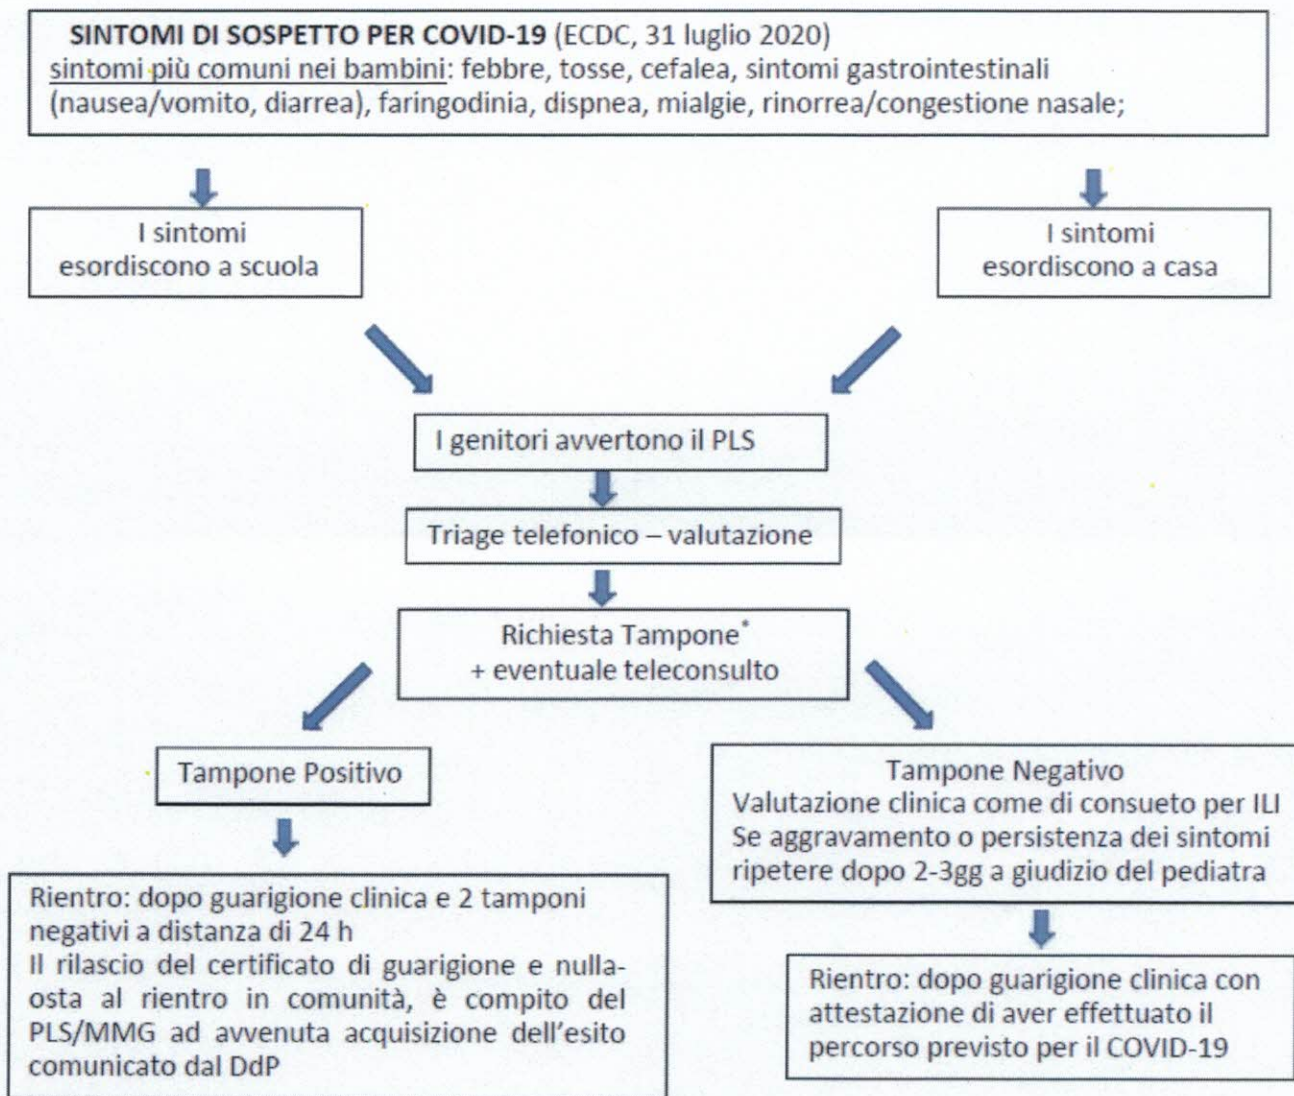 SINTOMI DI SOSPETTO PER COVID-19 (ECDC, 31 luglio 2020)
sintomi più comuni nei bambini: febbre, tosse, cefalea, sintomi gastrointestinali
(nausea/vomito, diarrea), faringodinia, dispnea, mialgie, rinorrea/congestione nasale;
I sintomi
esordiscono a scuola
I sintomi
esordiscono a casa
I genitori avvertono il PLS
Triage telefonico – valutazione
Richiesta Tampone*
+ eventuale teleconsulto
Tampone Positivo
Tampone Negativo
Valutazione clinica come di consueto per ILI
Se aggravamento o persistenza dei sintomi
ripetere dopo 2-3gg a giudizio del pediatra
Rientro: dopo guarigione clinica e 2 tamponi
negativi a distanza di 24 h
Il rilascio del certificato di guarigione e nulla-
osta al rientro in comunità, è compito del
PLS/MMG ad avvenuta acquisizione dell'esito
comunicato dal DdP
Rientro: dopo guarigione clinica con
attestazione di aver effettuato il
percorso previsto per il COVID-19